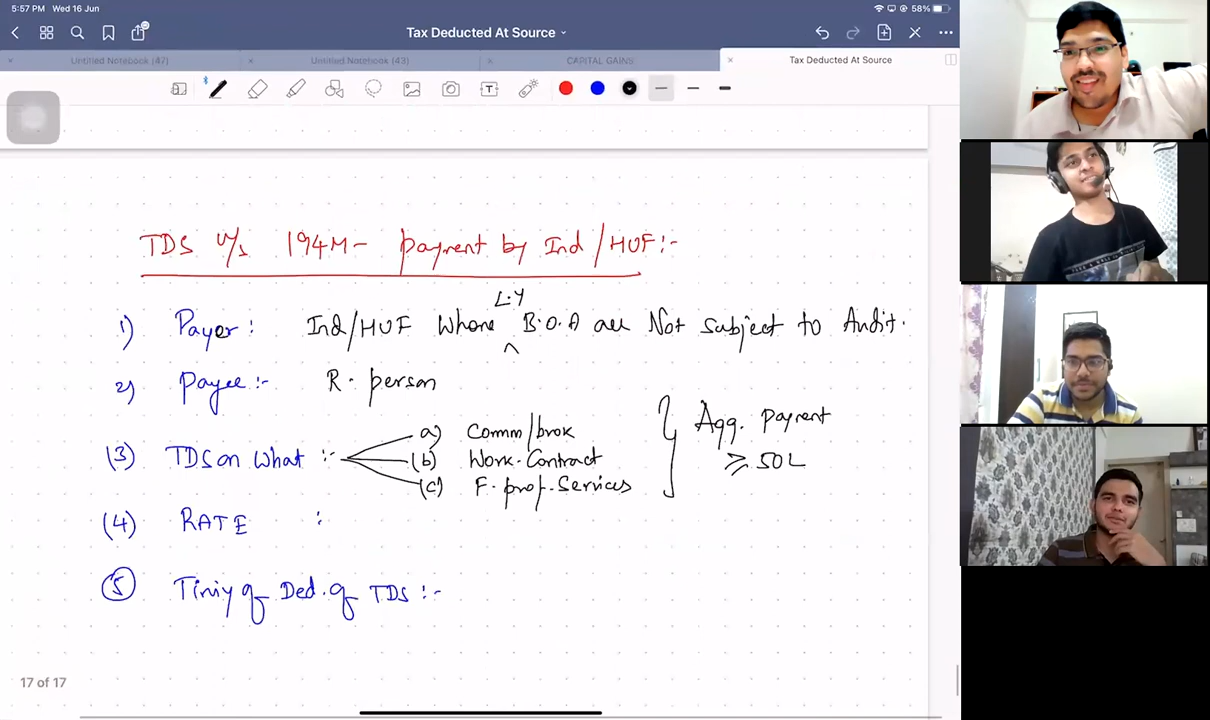 5:57 PM Wed 16 Jun
58%
Tax Deducted At Source
Untitled Notebook (47)
Untitled Notebook (43)
CAPITAL GAINS
Tax Deducted At Source
TDS u/s 194M- payment by Ind/HUF:-
L.Y
1) Payer: Ind/HUF Whose B.O.A are Not subject to Audit.
2) Payee:- R. person
(3) TDS on What :-
a) Comm/brok
(b) Work. Contract
(c) F. prof. Services
Agg. payment
≥ 50L
(4) RATE :
(5) Timing of Ded. of TDS :-
17 of 17